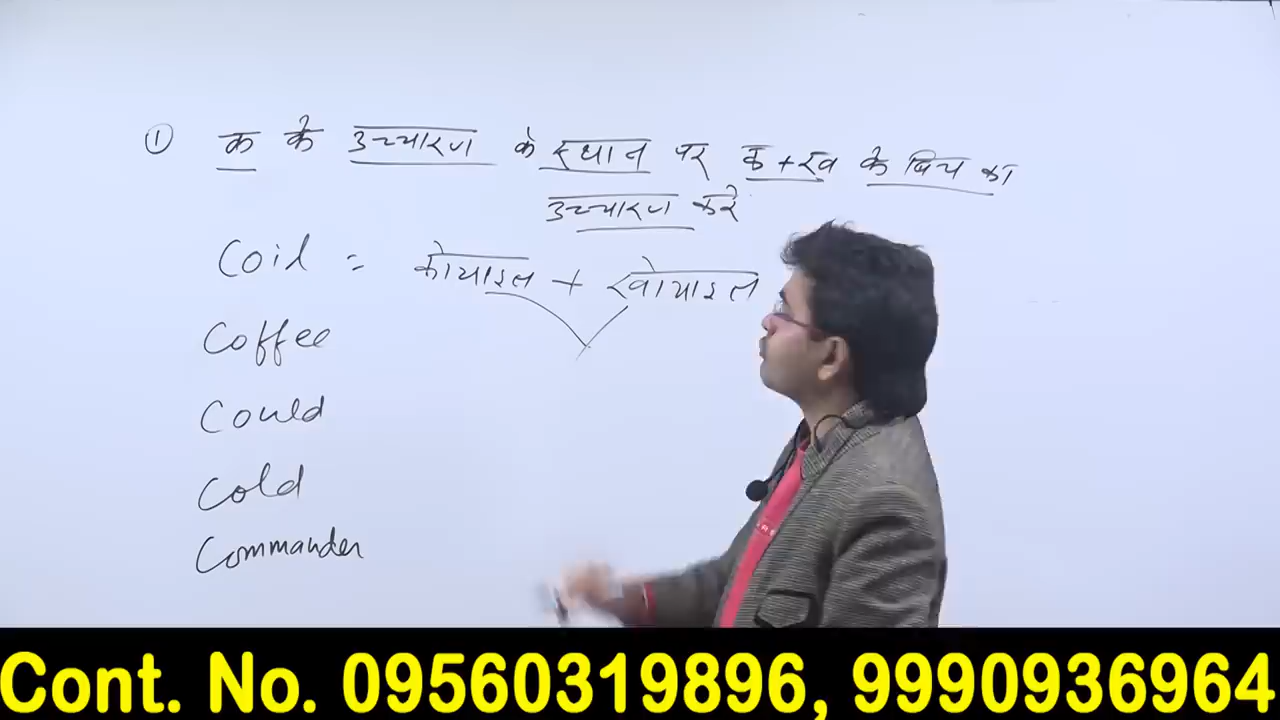 ① क के उच्चारण के स्थान पर क + ख के बिच का
उच्चारण करे
Coil = कोयाइल + खोयाइल
Coffee
Could
Cold
Commander
Cont. No. 09560319896, 9990936964